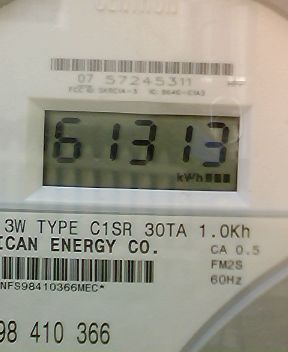 07 57245311
61313
kWh
3W TYPE C1SR 30TA 1.0Kh
ICAN ENERGY CO.
CA 0.5
FM2S
60Hz
NFS98410366MEC*
98 410 366